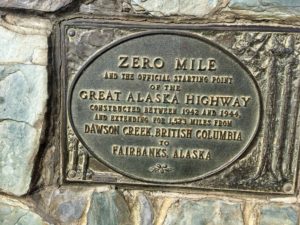 ZERO MILE
AND THE OFFICIAL STARTING POINT
OF THE
GREAT ALASKA HIGHWAY
CONSTRUCTED BETWEEN 1942 AND 1944
AND EXTENDING FOR 1,523 MILES FROM
DAWSON CREEK, BRITISH COLUMBIA
TO
FAIRBANKS, ALASKA